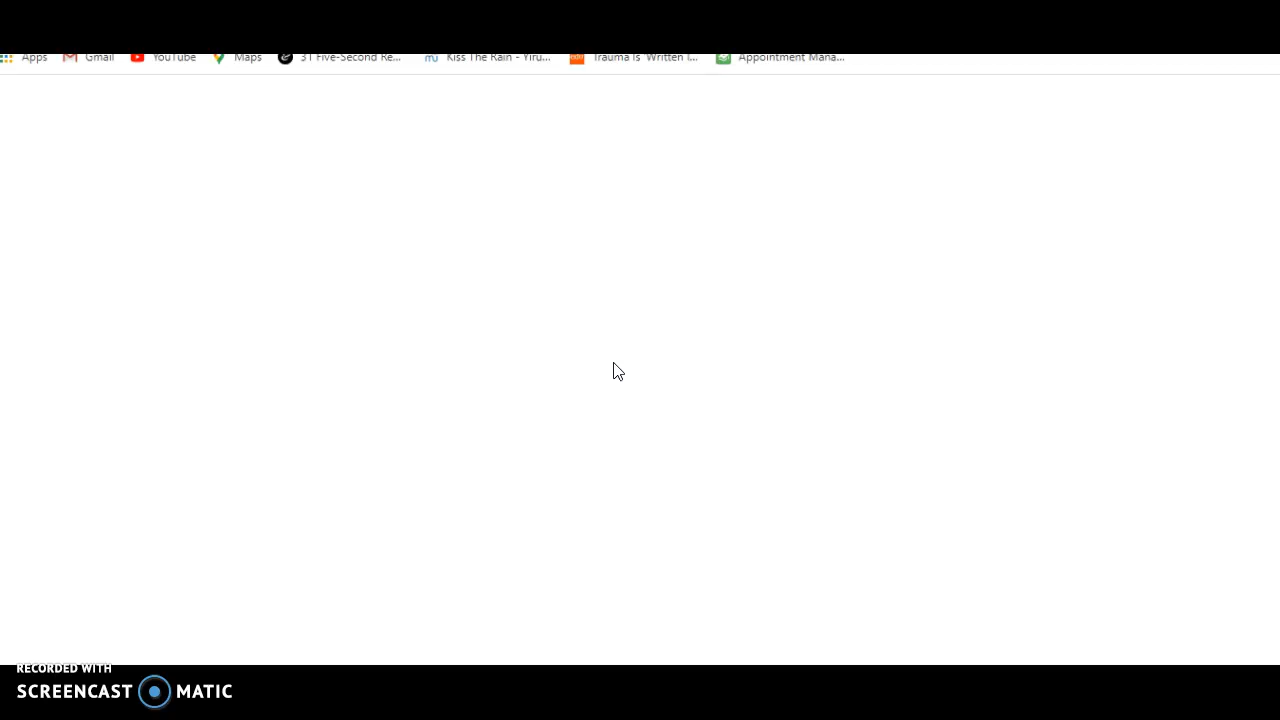 Apps Gmail YouTube Maps 31 Five-Second Re... Kiss The Rain - Yiru... Trauma Is 'Written I... Appointment Mana...
RECORDED WITH
SCREENCAST MATIC